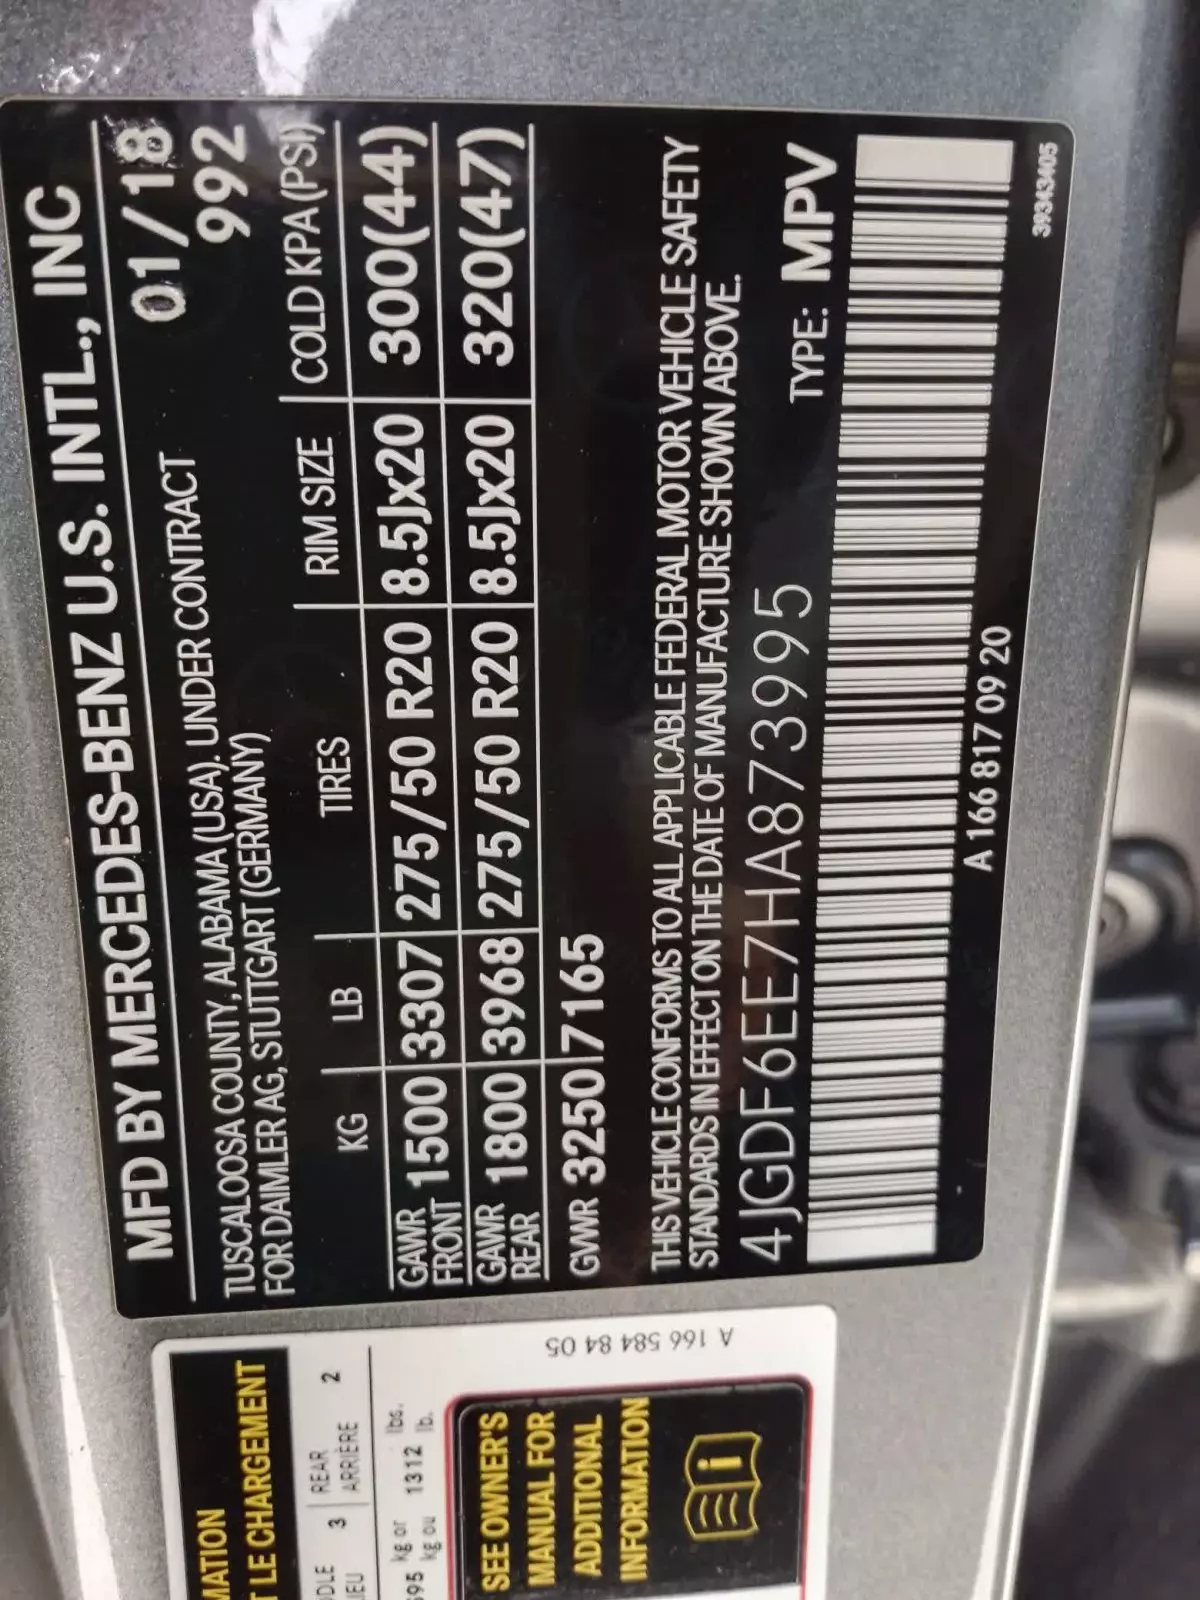 MFD BY MERCEDES-BENZ U.S. INTL., INC
01/18
TUSCALOOSA COUNTY, ALABAMA (USA). UNDER CONTRACT 992
FOR DAIMLER AG, STUTTGART (GERMANY)
KG LB TIRES RIM SIZE COLD KPA (PSI)
GAWR FRONT 1500 3307 275/50 R20 8.5Jx20 300(44)
GAWR REAR 1800 3968 275/50 R20 8.5Jx20 320(47)
GVWR 3250 7165
THIS VEHICLE CONFORMS TO ALL APPLICABLE FEDERAL MOTOR VEHICLE SAFETY
STANDARDS IN EFFECT ON THE DATE OF MANUFACTURE SHOWN ABOVE.
4JGDF6EE7HA873995 TYPE: MPV
A 166 817 09 20
39343405
LE CHARGEMENT
3 REAR 2
ARRIÈRE
kg or 1312 lbs.
kg ou lb.
SEE OWNER'S
MANUAL FOR
ADDITIONAL
INFORMATION
A 166 584 84 05